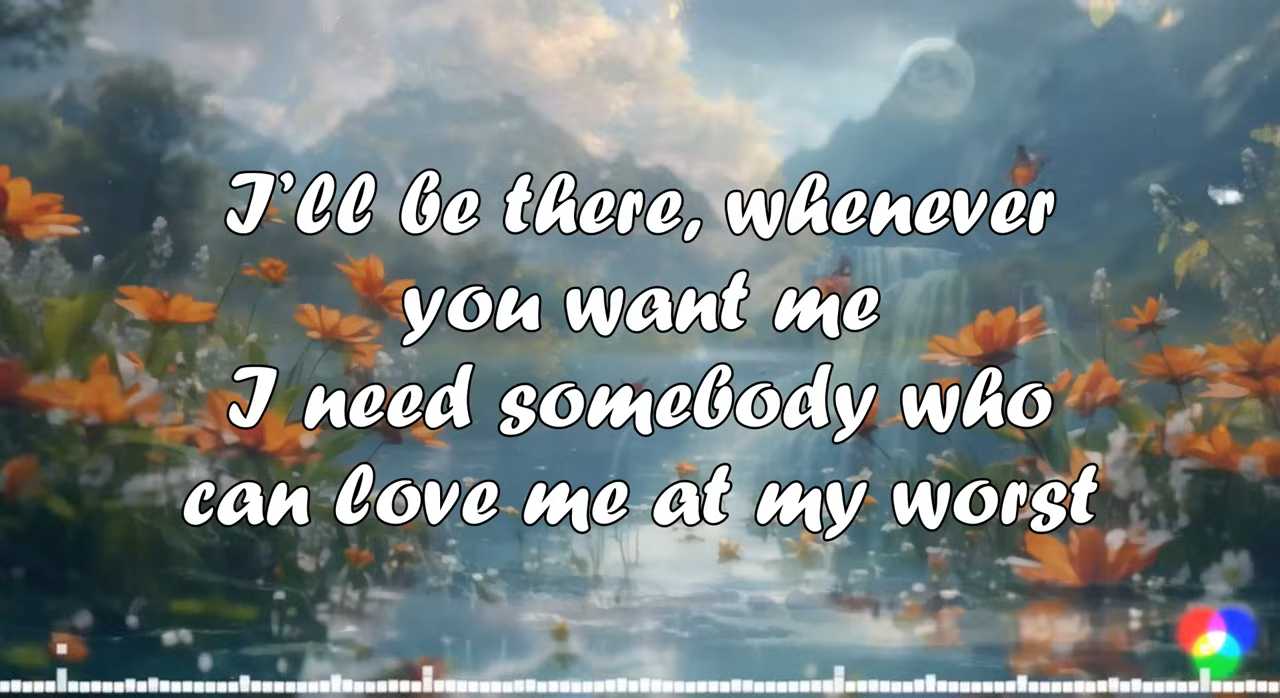 I’ll be there, whenever
you want me
I need somebody who
can love me at my worst